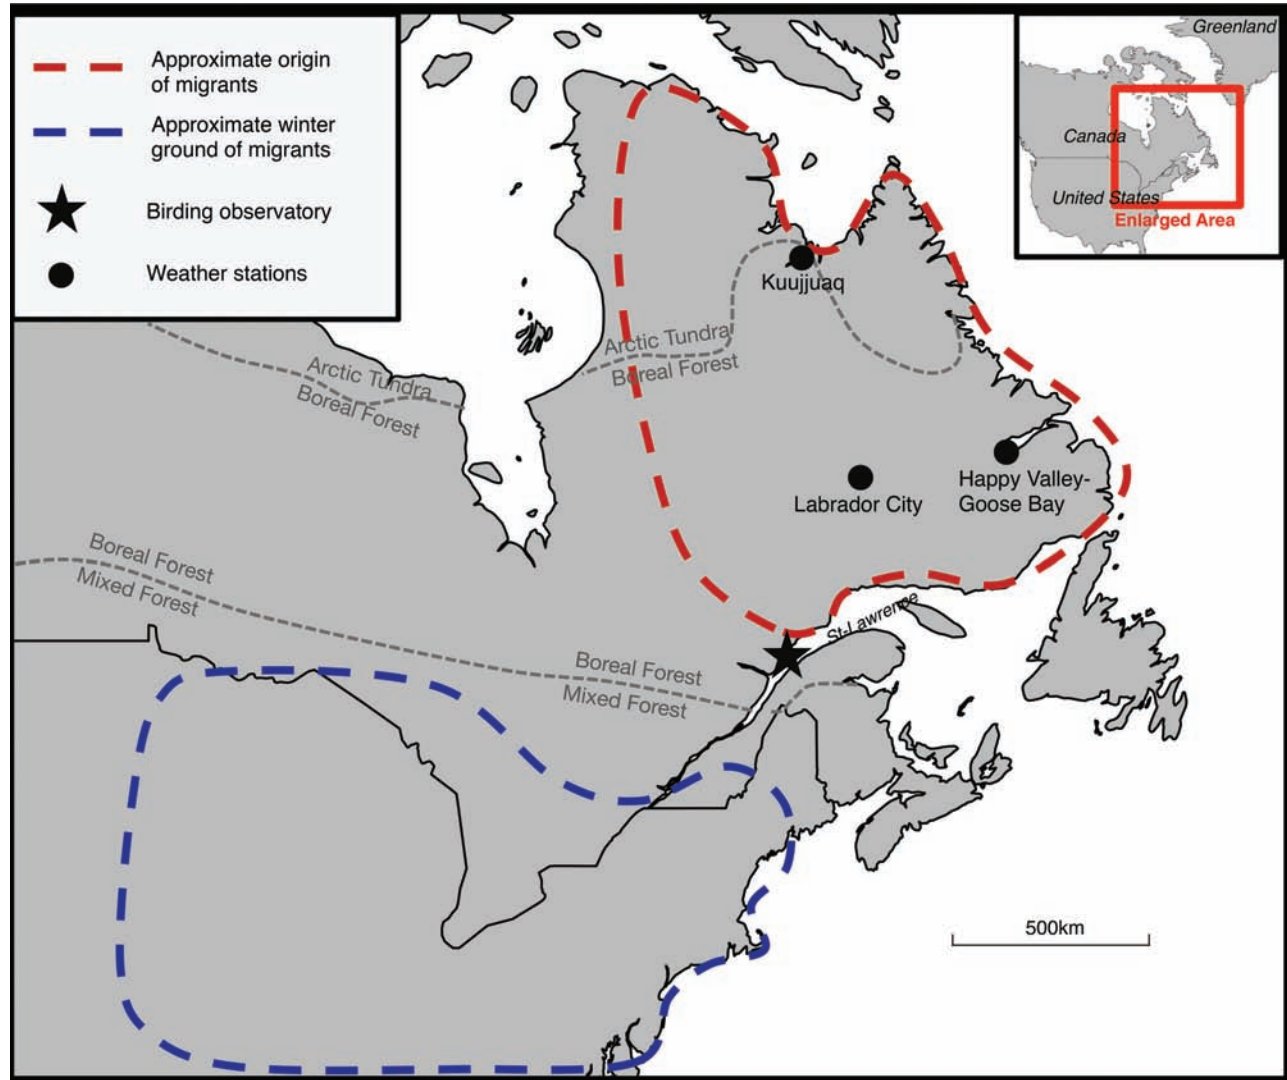 Approximate origin
of migrants
Approximate winter
ground of migrants
Birding observatory
Weather stations
Greenland
Canada
United States
Enlarged Area
Kuujjuaq
Arctic Tundra
Boreal Forest
Arctic Tundra
Boreal Forest
Labrador City
Happy Valley-
Goose Bay
Boreal Forest
Mixed Forest
St-Lawrence
Boreal Forest
Mixed Forest
500km